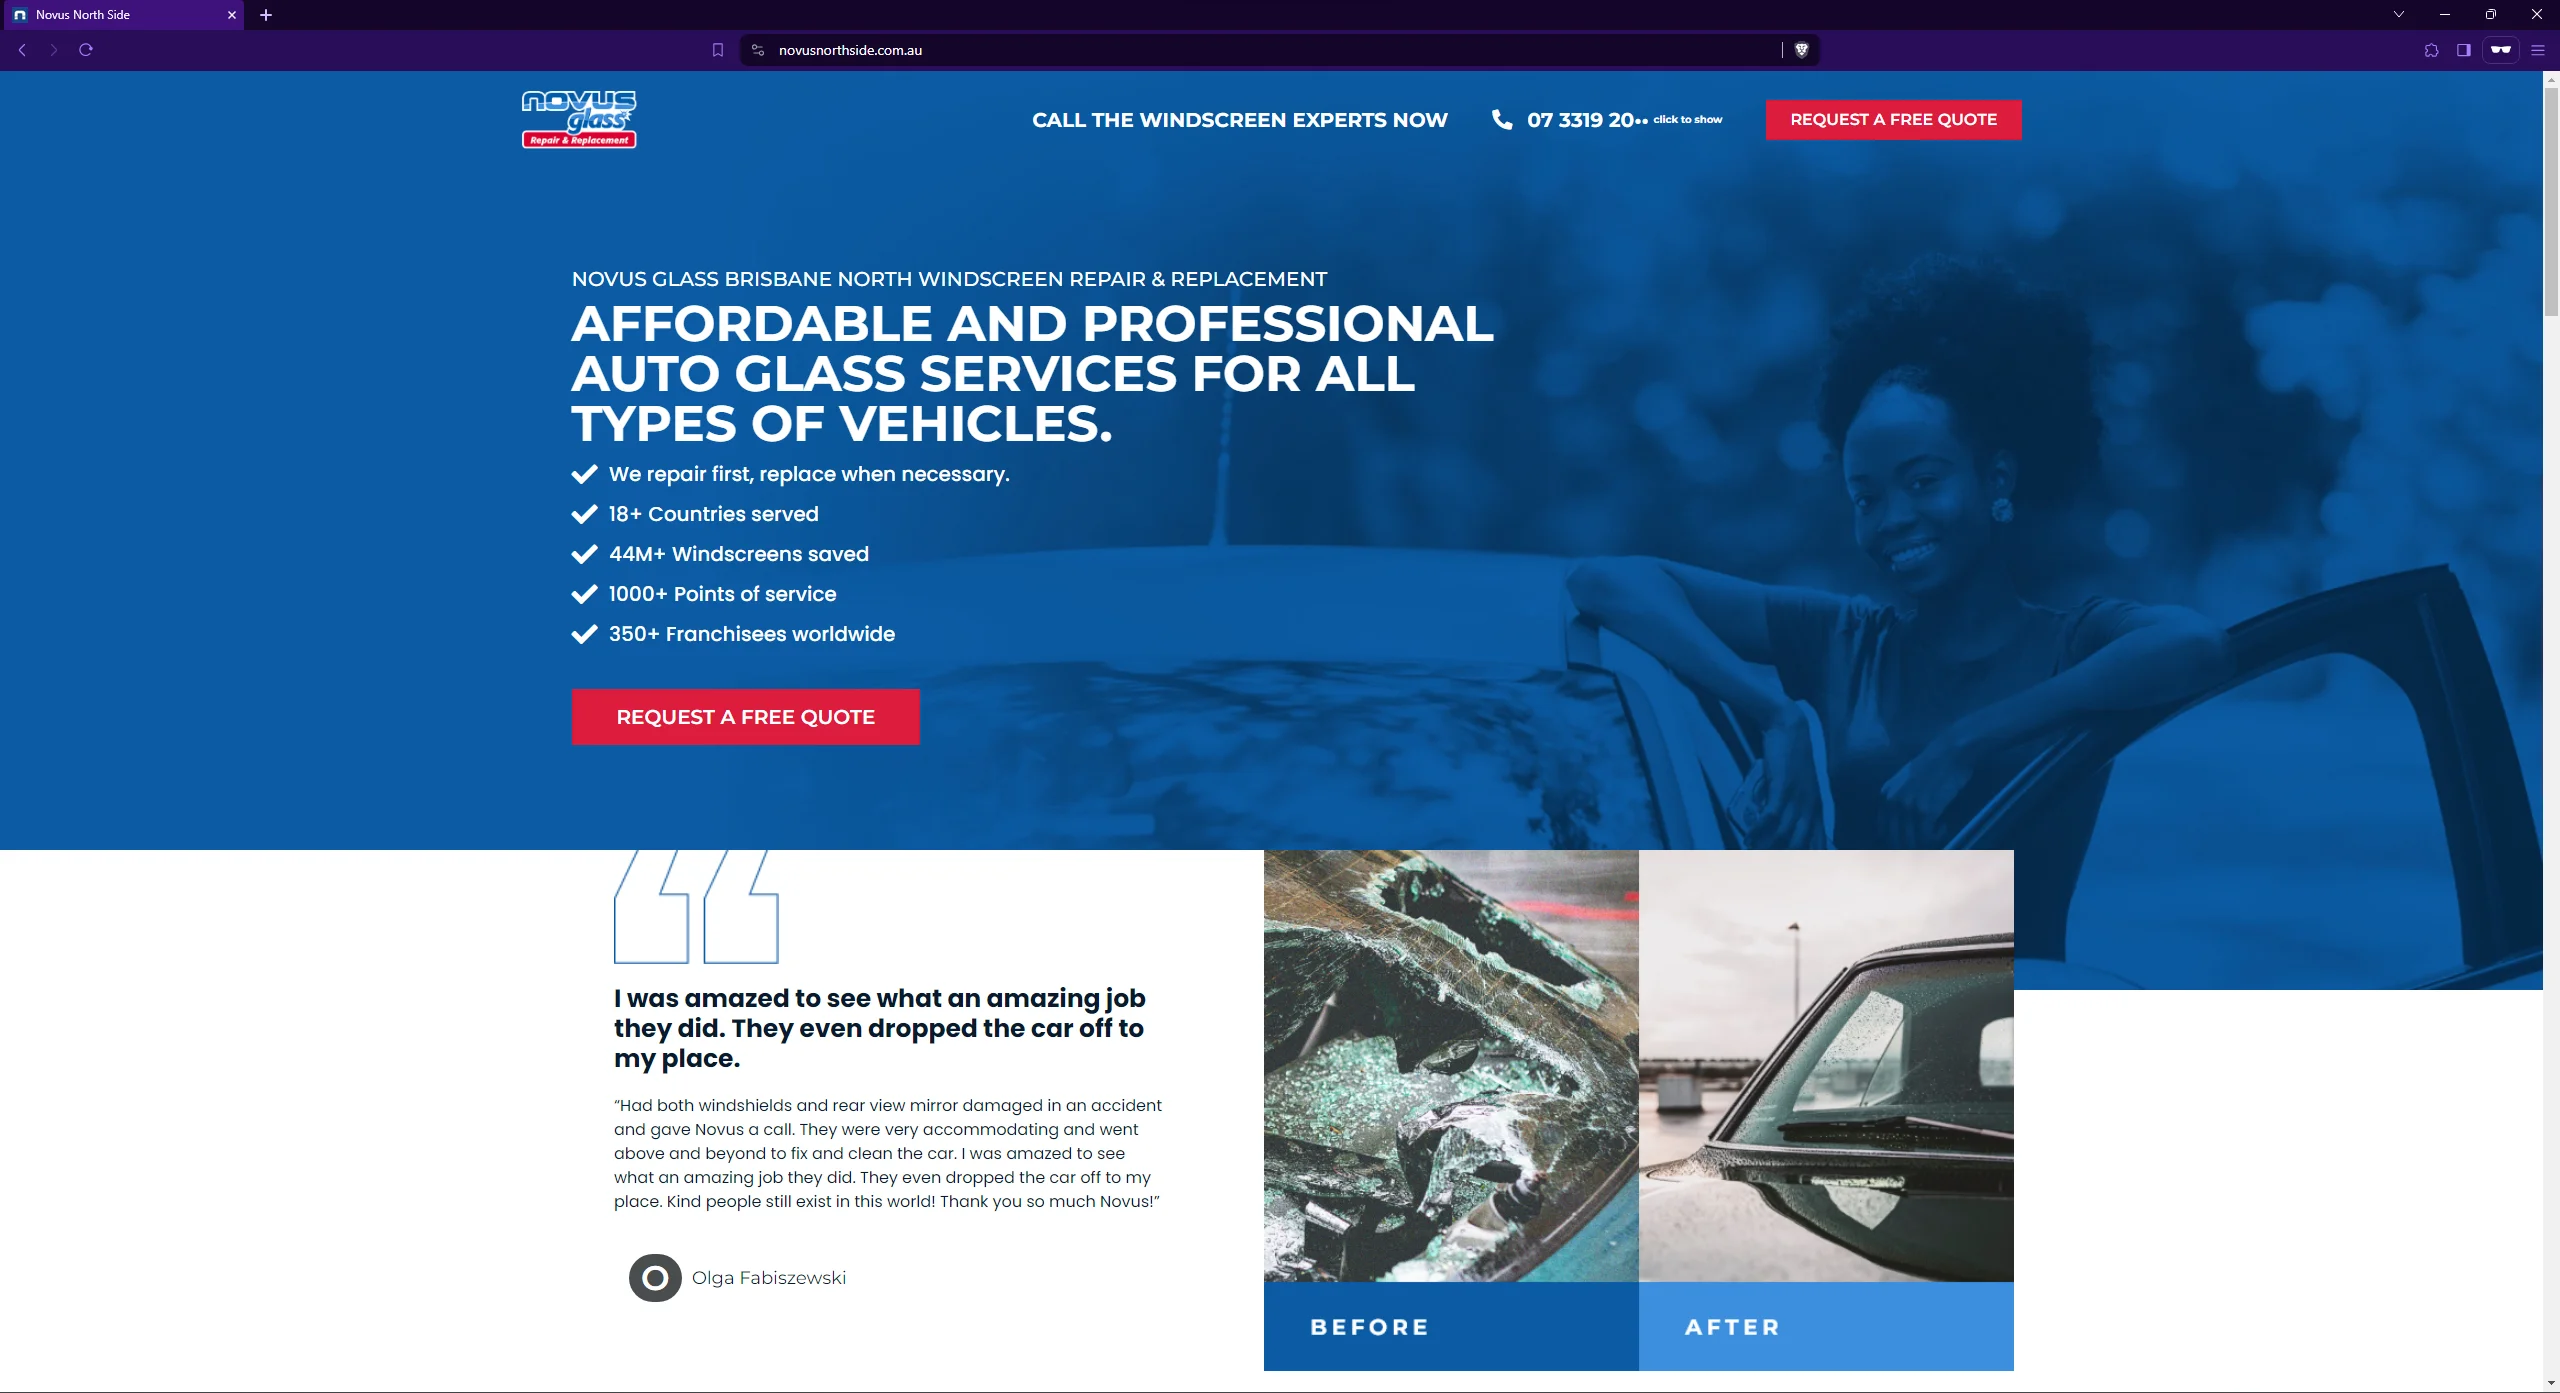 Novus North Side
novusnorthside.com.au
novus
glass
Repair & Replacement
CALL THE WINDSCREEN EXPERTS NOW
07 3319 20•• click to show
REQUEST A FREE QUOTE
NOVUS GLASS BRISBANE NORTH WINDSCREEN REPAIR & REPLACEMENT
AFFORDABLE AND PROFESSIONAL
AUTO GLASS SERVICES FOR ALL
TYPES OF VEHICLES.
We repair first, replace when necessary.
18+ Countries served
44M+ Windscreens saved
1000+ Points of service
350+ Franchisees worldwide
REQUEST A FREE QUOTE
I was amazed to see what an amazing job
they did. They even dropped the car off to
my place.
“Had both windshields and rear view mirror damaged in an accident
and gave Novus a call. They were very accommodating and went
above and beyond to fix and clean the car. I was amazed to see
what an amazing job they did. They even dropped the car off to my
place. Kind people still exist in this world! Thank you so much Novus!”
O
Olga Fabiszewski
BEFORE
AFTER